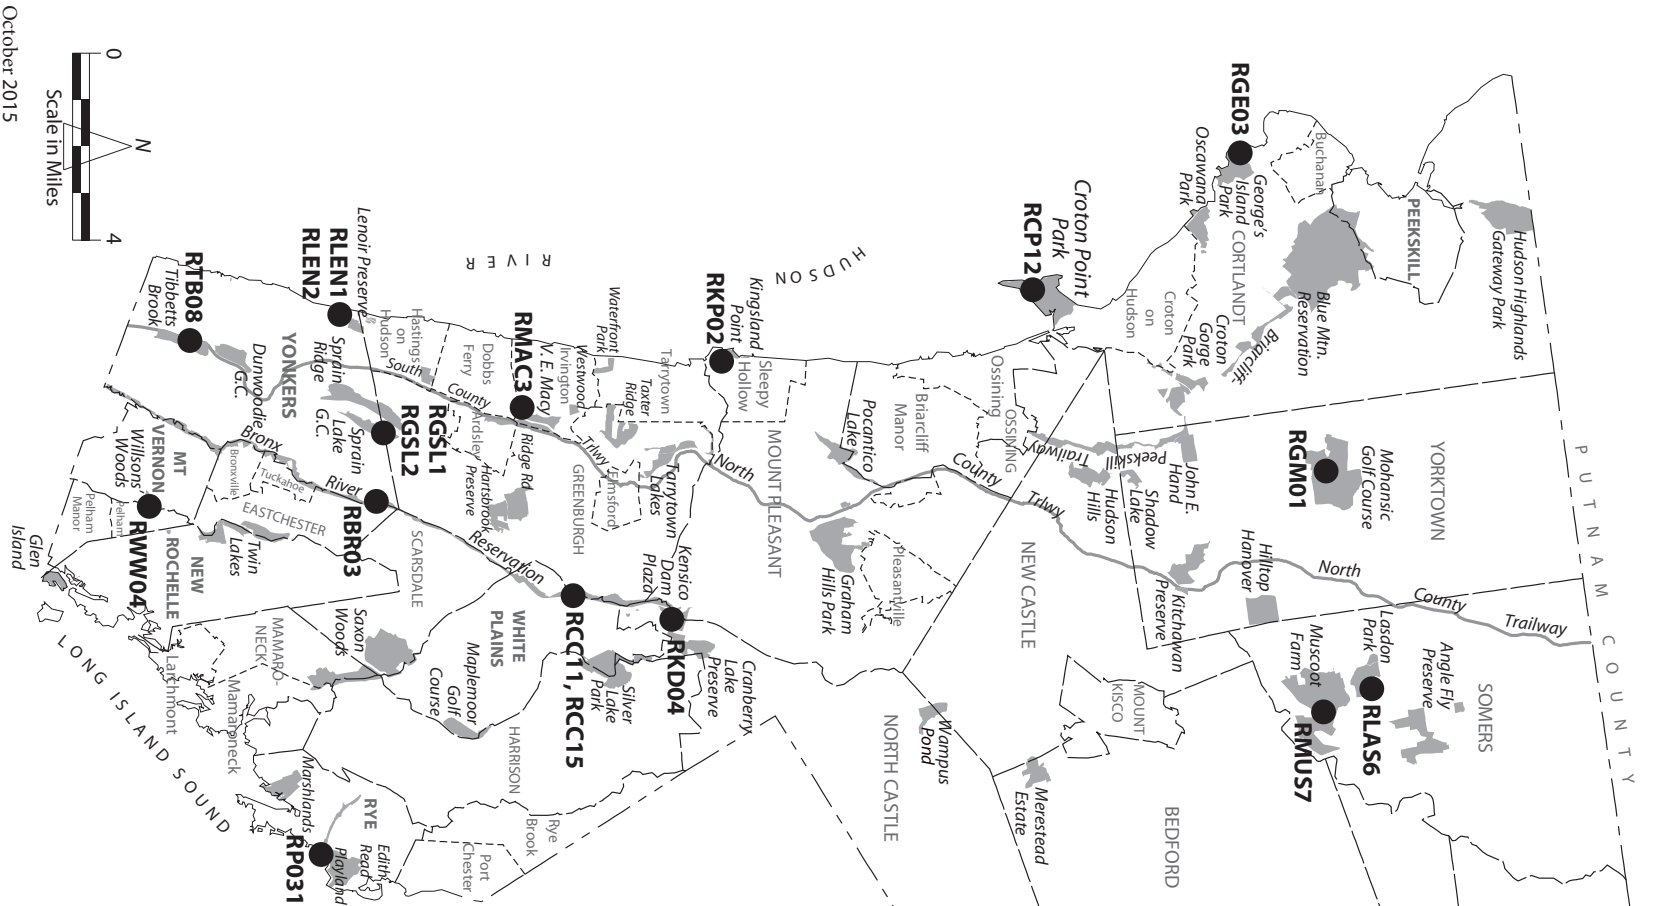 PUTNAM COUNTY
Hudson Highlands
Gateway Park
PEEKSKILL
Buchanan
RGE03
George's
Island
Park
Oscawana
Park
CORTLANDT
Blue Mtn.
Reservation
Croton
Gorge
Park
Briarcliff
Peekskill
Trailway
Croton
on
Hudson
Croton Point
Park
RCP12
YORKTOWN
Mohansic
Golf Course
RGM01
John E.
Hand
Shadow
Lake
Hudson
Hills
Hilltop
Hanover
Kitchawan
Preserve
North
County
Trailway
SOMERS
Angle Fly
Preserve
Lasdon
Park
RLAS6
Muscoot
Farm
RMUS7
NEW CASTLE
MOUNT
KISCO
BEDFORD
Merestead
Estate
Wampus
Pond
NORTH CASTLE
Ossining
OSSINING
North
County
Trlwy
Briarcliff
Manor
Pocantico
Lake
HUDSON
RIVER
MOUNT PLEASANT
Pleasantville
Graham
Hills Park
Kingsland
Point
RKP02
Sleepy
Hollow
Tarrytown
Tarrytown
Lakes
Kensico
Dam
Plaza
RKD04
Cranberry
Lake
Preserve
Silver
Lake
Park
RCC11, RCC15
Waterfront
Park
Taxter
Ridge
Westwood
Irvington
V. E. Macy
RMAC3
Elmsford
GREENBURGH
Ridge Rd
Hartsbrook
Preserve
Dobbs
Ferry
Ardsley
South
County
Trlwy
Hastings
on
Hudson
Lenoir Preserve
RLEN1
RLEN2
RGSL1
RGSL2
Sprain
Ridge
Sprain
Lake
G.C.
YONKERS
Dunwoodie
G.C.
RTB08
Tibbetts
Brook
Bronx
River
Reservation
RBR03
SCARSDALE
WHITE
PLAINS
Maplemoor
Golf
Course
HARRISON
Saxon
Woods
Tuckahoe
Bronxville
EASTCHESTER
Twin
Lakes
MT
VERNON
Willsons
Woods
RWW04
Pelham
Pelham
Manor
NEW
ROCHELLE
Glen
Island
MAMARO-
NECK
Larchmont
Mamaroneck
Marshlands
RYE
Edith
Read
Playland
RP031
Rye
Brook
Port
Chester
LONG ISLAND SOUND
0
4
Scale in Miles
N
October 2015